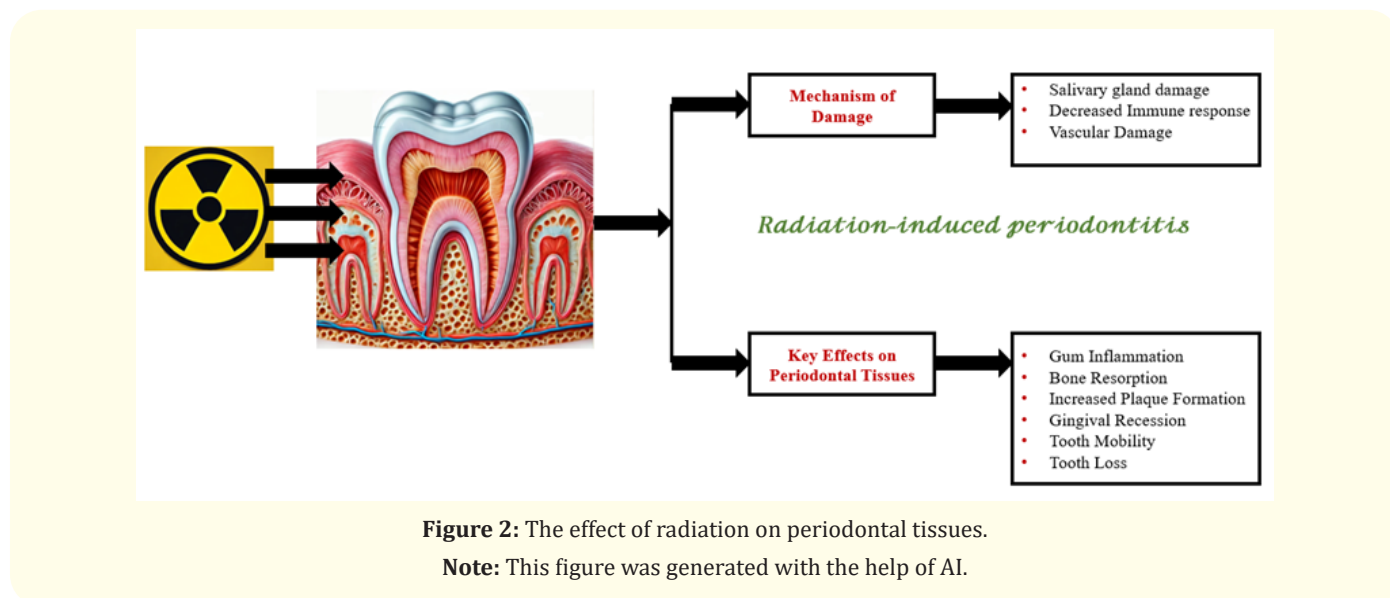 Mechanism of
Damage
• Salivary gland damage
• Decreased Immune response
• Vascular Damage
Radiation-induced periodontitis
Key Effects on
Periodontal Tissues
• Gum Inflammation
• Bone Resorption
• Increased Plaque Formation
• Gingival Recession
• Tooth Mobility
• Tooth Loss
Figure 2: The effect of radiation on periodontal tissues.
Note: This figure was generated with the help of AI.